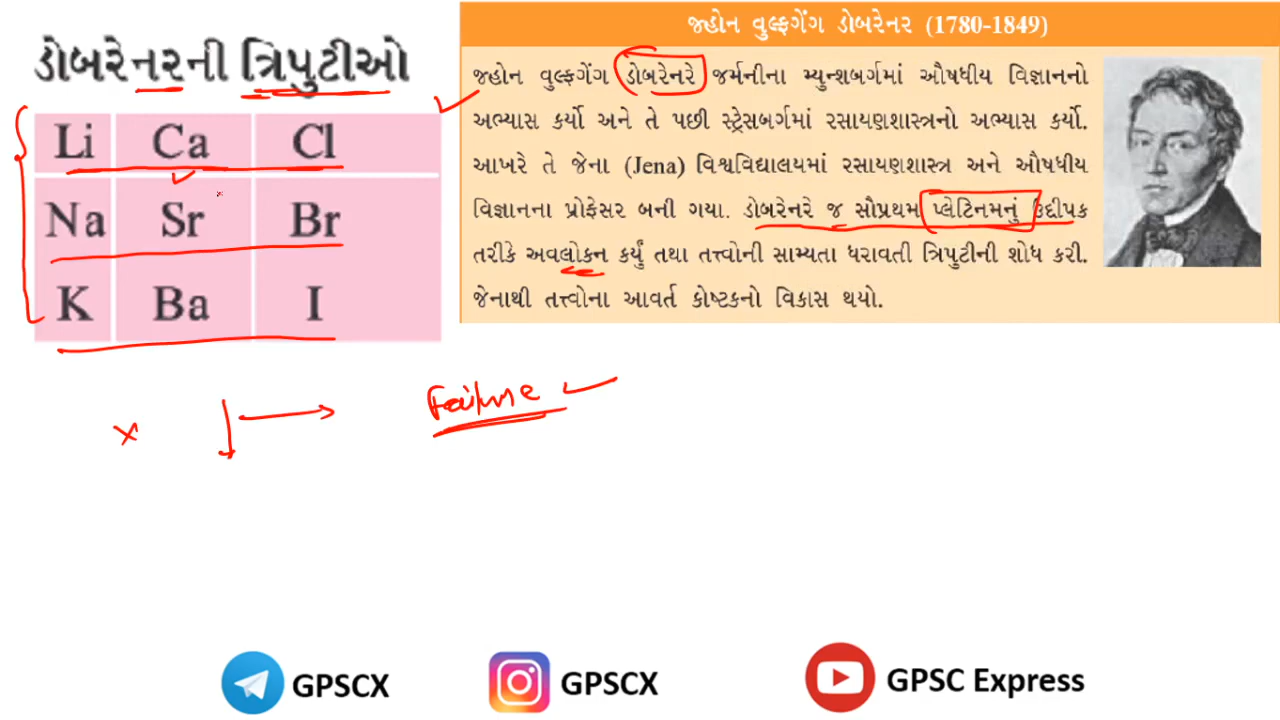 ડોબરેનરની ત્રિપુટીઓ
Li Ca Cl
Na Sr Br
K Ba I
જ્હોન વુલ્ફગેંગ ડોબરેનર (1780-1849)
જ્હોન વુલ્ફગેંગ ડોબરેનરે જર્મનીના મ્યુન્શબર્ગમાં ઔષધીય વિજ્ઞાનનો
અભ્યાસ કર્યો અને તે પછી સ્ટ્રેસબર્ગમાં રસાયણશાસ્ત્રનો અભ્યાસ કર્યો.
આખરે તે જેના (Jena) વિશ્વવિદ્યાલયમાં રસાયણશાસ્ત્ર અને ઔષધીય
વિજ્ઞાનના પ્રોફેસર બની ગયા. ડોબરેનરે જ સૌપ્રથમ પ્લેટિનમનું ઉદ્દીપક
તરીકે અવલોકન કર્યું તથા તત્ત્વોની સામ્યતા ધરાવતી ત્રિપુટીની શોધ કરી.
જેનાથી તત્ત્વોના આવર્ત કોષ્ટકનો વિકાસ થયો.
Failure
GPSCX
GPSCX
GPSC Express